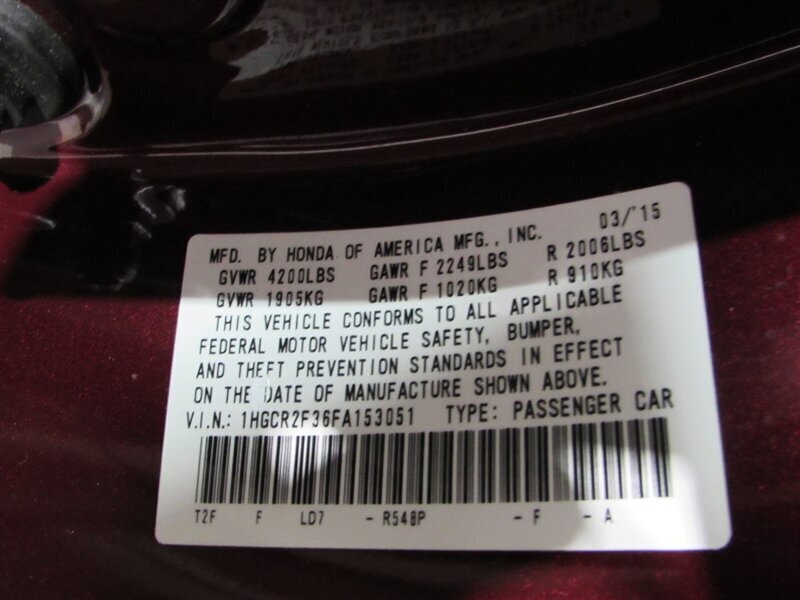 03/'15
MFD. BY HONDA OF AMERICA MFG., INC.
GVWR 4200LBS GAWR F 2249LBS R 2006LBS
GVWR 1905KG GAWR F 1020KG R 910KG
THIS VEHICLE CONFORMS TO ALL APPLICABLE
FEDERAL MOTOR VEHICLE SAFETY, BUMPER,
AND THEFT PREVENTION STANDARDS IN EFFECT
ON THE DATE OF MANUFACTURE SHOWN ABOVE.
V.I.N.: 1HGCR2F36FA153051 TYPE: PASSENGER CAR
T2F F LD7 - R548P - F - A